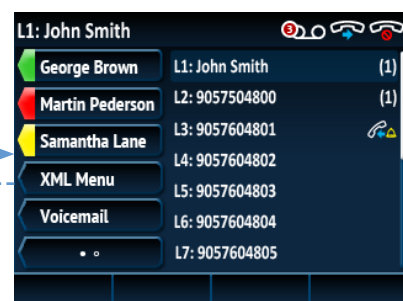 L1: John Smith
3
George Brown
Martin Pederson
Samantha Lane
XML Menu
Voicemail
L1: John Smith (1)
L2: 9057504800 (1)
L3: 9057604801
L4: 9057604802
L5: 9057604803
L6: 9057604804
L7: 9057604805